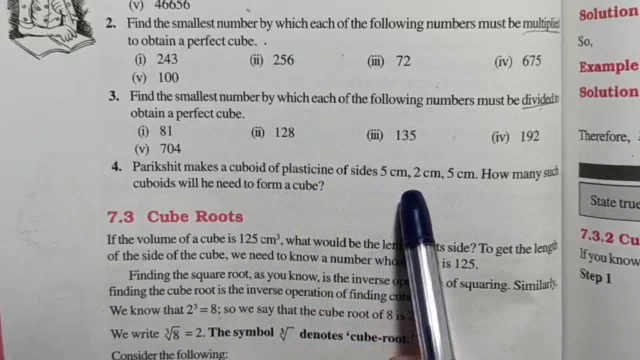 (v) 46656
2. Find the smallest number by which each of the following numbers must be multiplied
to obtain a perfect cube.
(i) 243 (ii) 256 (iii) 72 (iv) 675
(v) 100
3. Find the smallest number by which each of the following numbers must be divided to
obtain a perfect cube.
(i) 81 (ii) 128 (iii) 135 (iv) 192
(v) 704
4. Parikshit makes a cuboid of plasticine of sides 5 cm, 2 cm, 5 cm. How many such
cuboids will he need to form a cube?
7.3 Cube Roots
If the volume of a cube is 125 cm³, what would be the side? To get the length
of the side of the cube, we need to know a number is 125.
Finding the square root, as you know, is the inverse of squaring. Similarly,
finding the cube root is the inverse operation of finding
We know that 2³ = 8; so we say that the cube root of 8 is
We write ∛8 = 2. The symbol ∛ denotes ‘cube-root.’
Consider the following:
Solution
So,
Example
Solution
Therefore,
State true
7.3.2
If you know
Step 1